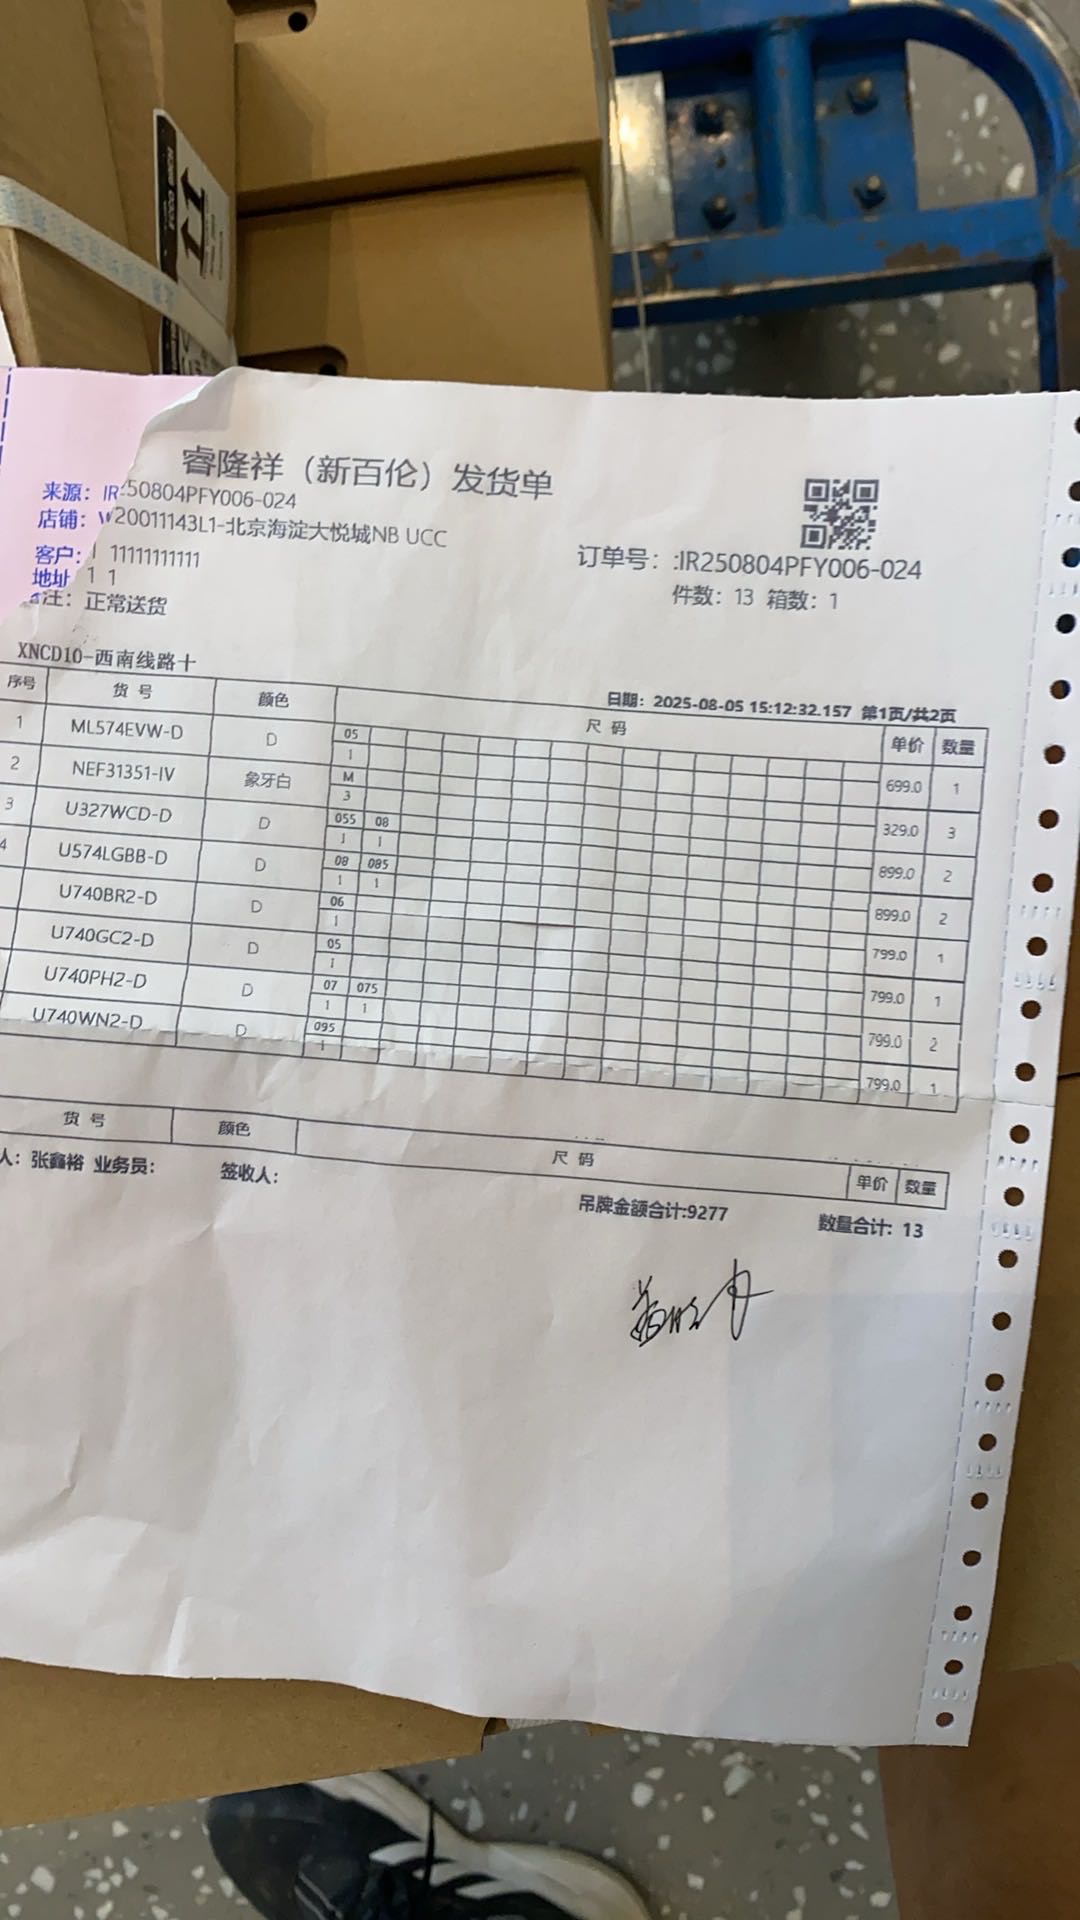 睿隆祥（新百伦）发货单
来源：IR250804PFY006-024
店铺：20011143L1-北京海淀大悦城NB UCC
客户：1 11111111111
订单号：:IR250804PFY006-024
地址 1 1
件数：13 箱数：1
注：正常送货
XNCD10-西南线路十
日期：2025-08-05 15:12:32.157 第1页/共2页
序号 货号 颜色 尺码 单价 数量
1 ML574EVW-D D 05 1 699.0 1
2 NEF31351-IV 象牙白 M 3 329.0 3
3 U327WCD-D D 055 08 1 1 899.0 2
4 U574LGBB-D D 08 085 1 1 899.0 2
U740BR2-D D 06 1 799.0 1
U740GC2-D D 05 1 799.0 1
U740PH2-D D 07 075 1 1 799.0 2
U740WN2-D D 095 1 799.0 1
货号 颜色 尺码 单价 数量
人：张鑫裕 业务员： 签收人：
吊牌金额合计:9277 数量合计：13